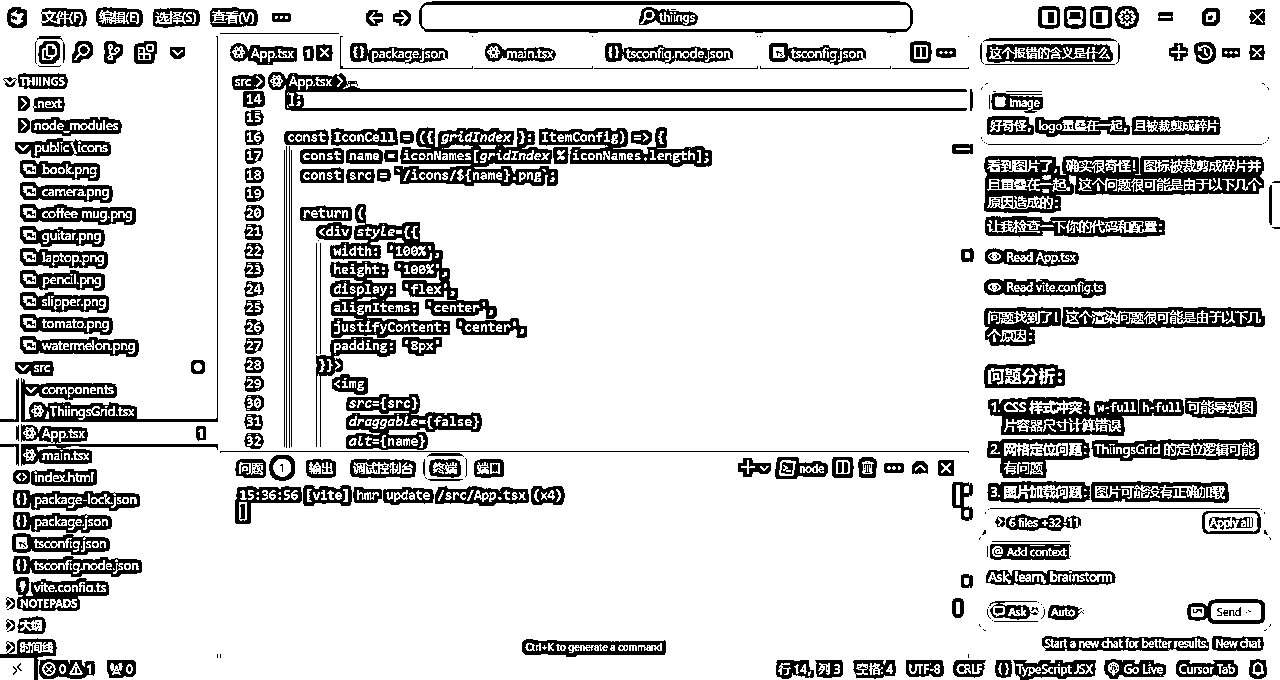 文件(F) 编辑(E) 选择(S) 查看(V) ... thiings
App.tsx 1 package.json main.tsx tsconfig.node.json tsconfig.json ...
THIINGS
.next
node_modules
public\icons
book.png
camera.png
coffee mug.png
guitar.png
laptop.png
pencil.png
slipper.png
tomato.png
watermelon.png
src
components
ThiingsGrid.tsx
App.tsx 1
main.tsx
index.html
package-lock.json
package.json
tsconfig.json
tsconfig.node.json
vite.config.ts
NOTEPADS
大纲
时间线
src > App.tsx > ...
14 ];
15
16 const IconCell = ({ gridIndex }: ItemConfig) => {
17 const name = iconNames[gridIndex % iconNames.length];
18 const src = `/icons/${name}.png`;
19
20 return (
21 <div style={{
22 width: '100%',
23 height: '100%',
24 display: 'flex',
25 alignItems: 'center',
26 justifyContent: 'center',
27 padding: '8px'
28 }}>
29 <img
30 src={src}
31 draggable={false}
32 alt={name}
问题 1 输出 调试控制台 终端 端口 node ...
15:36:56 [vite] hmr update /src/App.tsx (x4)
Ctrl+K to generate a command
这个报错的含义是什么 ...
Image
好奇怪，logo重叠在一起，且被裁剪成碎片
看到图片了，确实很奇怪！图标被裁剪成碎片并
且重叠在一起，这个问题很可能是由于以下几个
原因造成的：
让我检查一下你的代码和配置：
Read App.tsx
Read vite.config.ts
问题找到了！这个渲染问题很可能是由于以下几
个原因：
问题分析：
1. CSS 样式冲突：w-full h-full 可能导致图
片容器尺寸计算错误
2. 网格定位问题：ThiingsGrid 的定位逻辑可能
有问题
3. 图片加载问题：图片可能没有正确加载
6 files +32 -11 Apply all
@ Add context
Ask, learn, brainstorm
Ask Auto Send
Start a new chat for better results. New chat
0 1 0 行 14，列 3 空格: 4 UTF-8 CRLF {} TypeScript JSX Go Live Cursor Tab